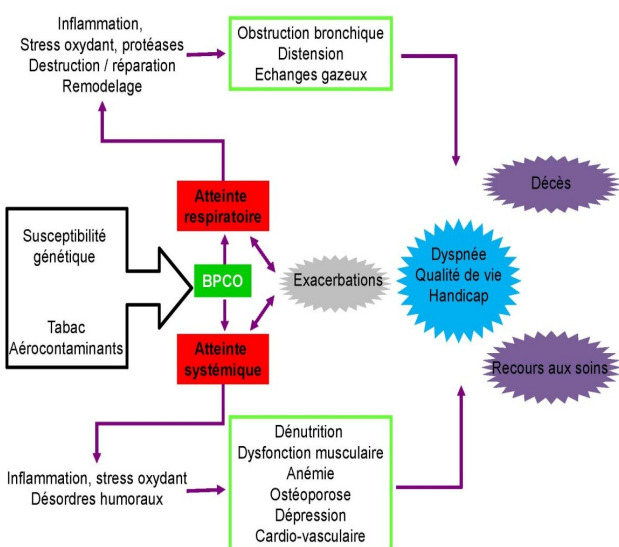 Inflammation,
Stress oxydant, protéases
Destruction / réparation
Remodelage
Obstruction bronchique
Distension
Echanges gazeux
Atteinte
respiratoire
Décès
Susceptibilité
génétique
Tabac
Aérocontaminants
BPCO
Exacerbations
Dyspnée
Qualité de vie
Handicap
Atteinte
systémique
Recours aux soins
Inflammation, stress oxydant
Désordres humoraux
Dénutrition
Dysfonction musculaire
Anémie
Ostéoporose
Dépression
Cardio-vasculaire